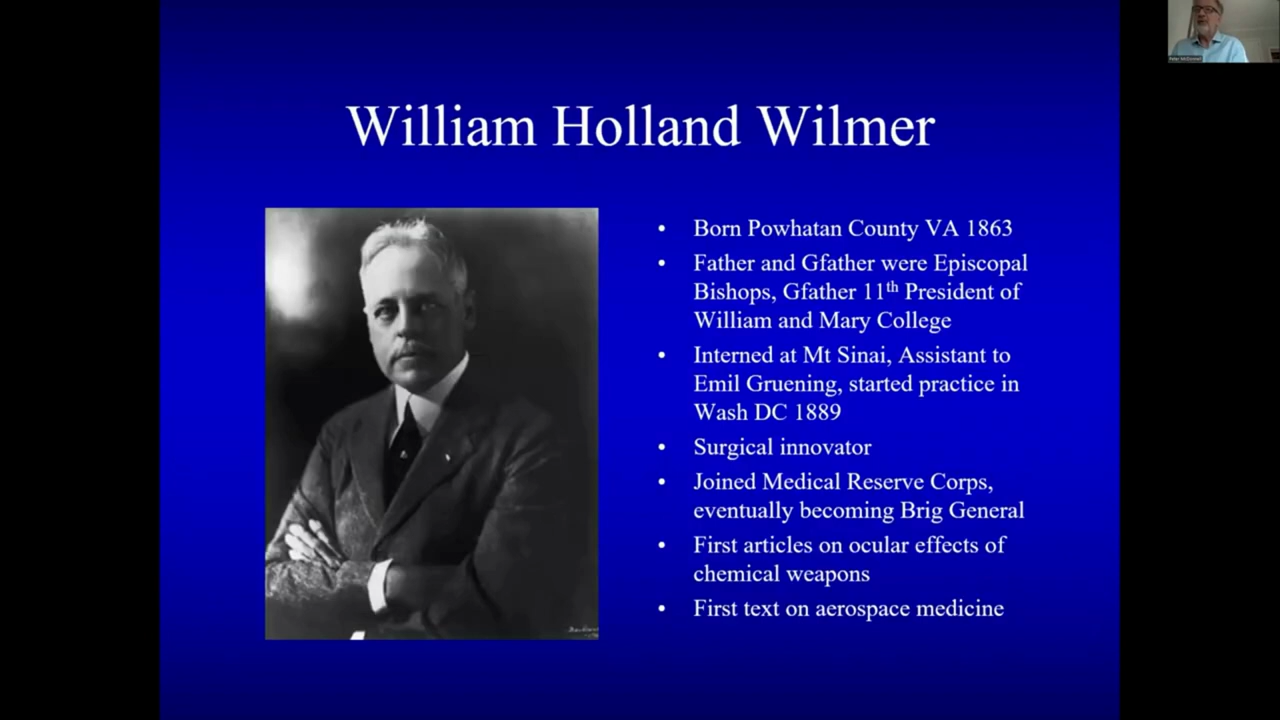 Peter McDonnell
William Holland Wilmer
• Born Powhatan County VA 1863
• Father and Gfather were Episcopal
Bishops, Gfather 11th President of
William and Mary College
• Interned at Mt Sinai, Assistant to
Emil Gruening, started practice in
Wash DC 1889
• Surgical innovator
• Joined Medical Reserve Corps,
eventually becoming Brig General
• First articles on ocular effects of
chemical weapons
• First text on aerospace medicine